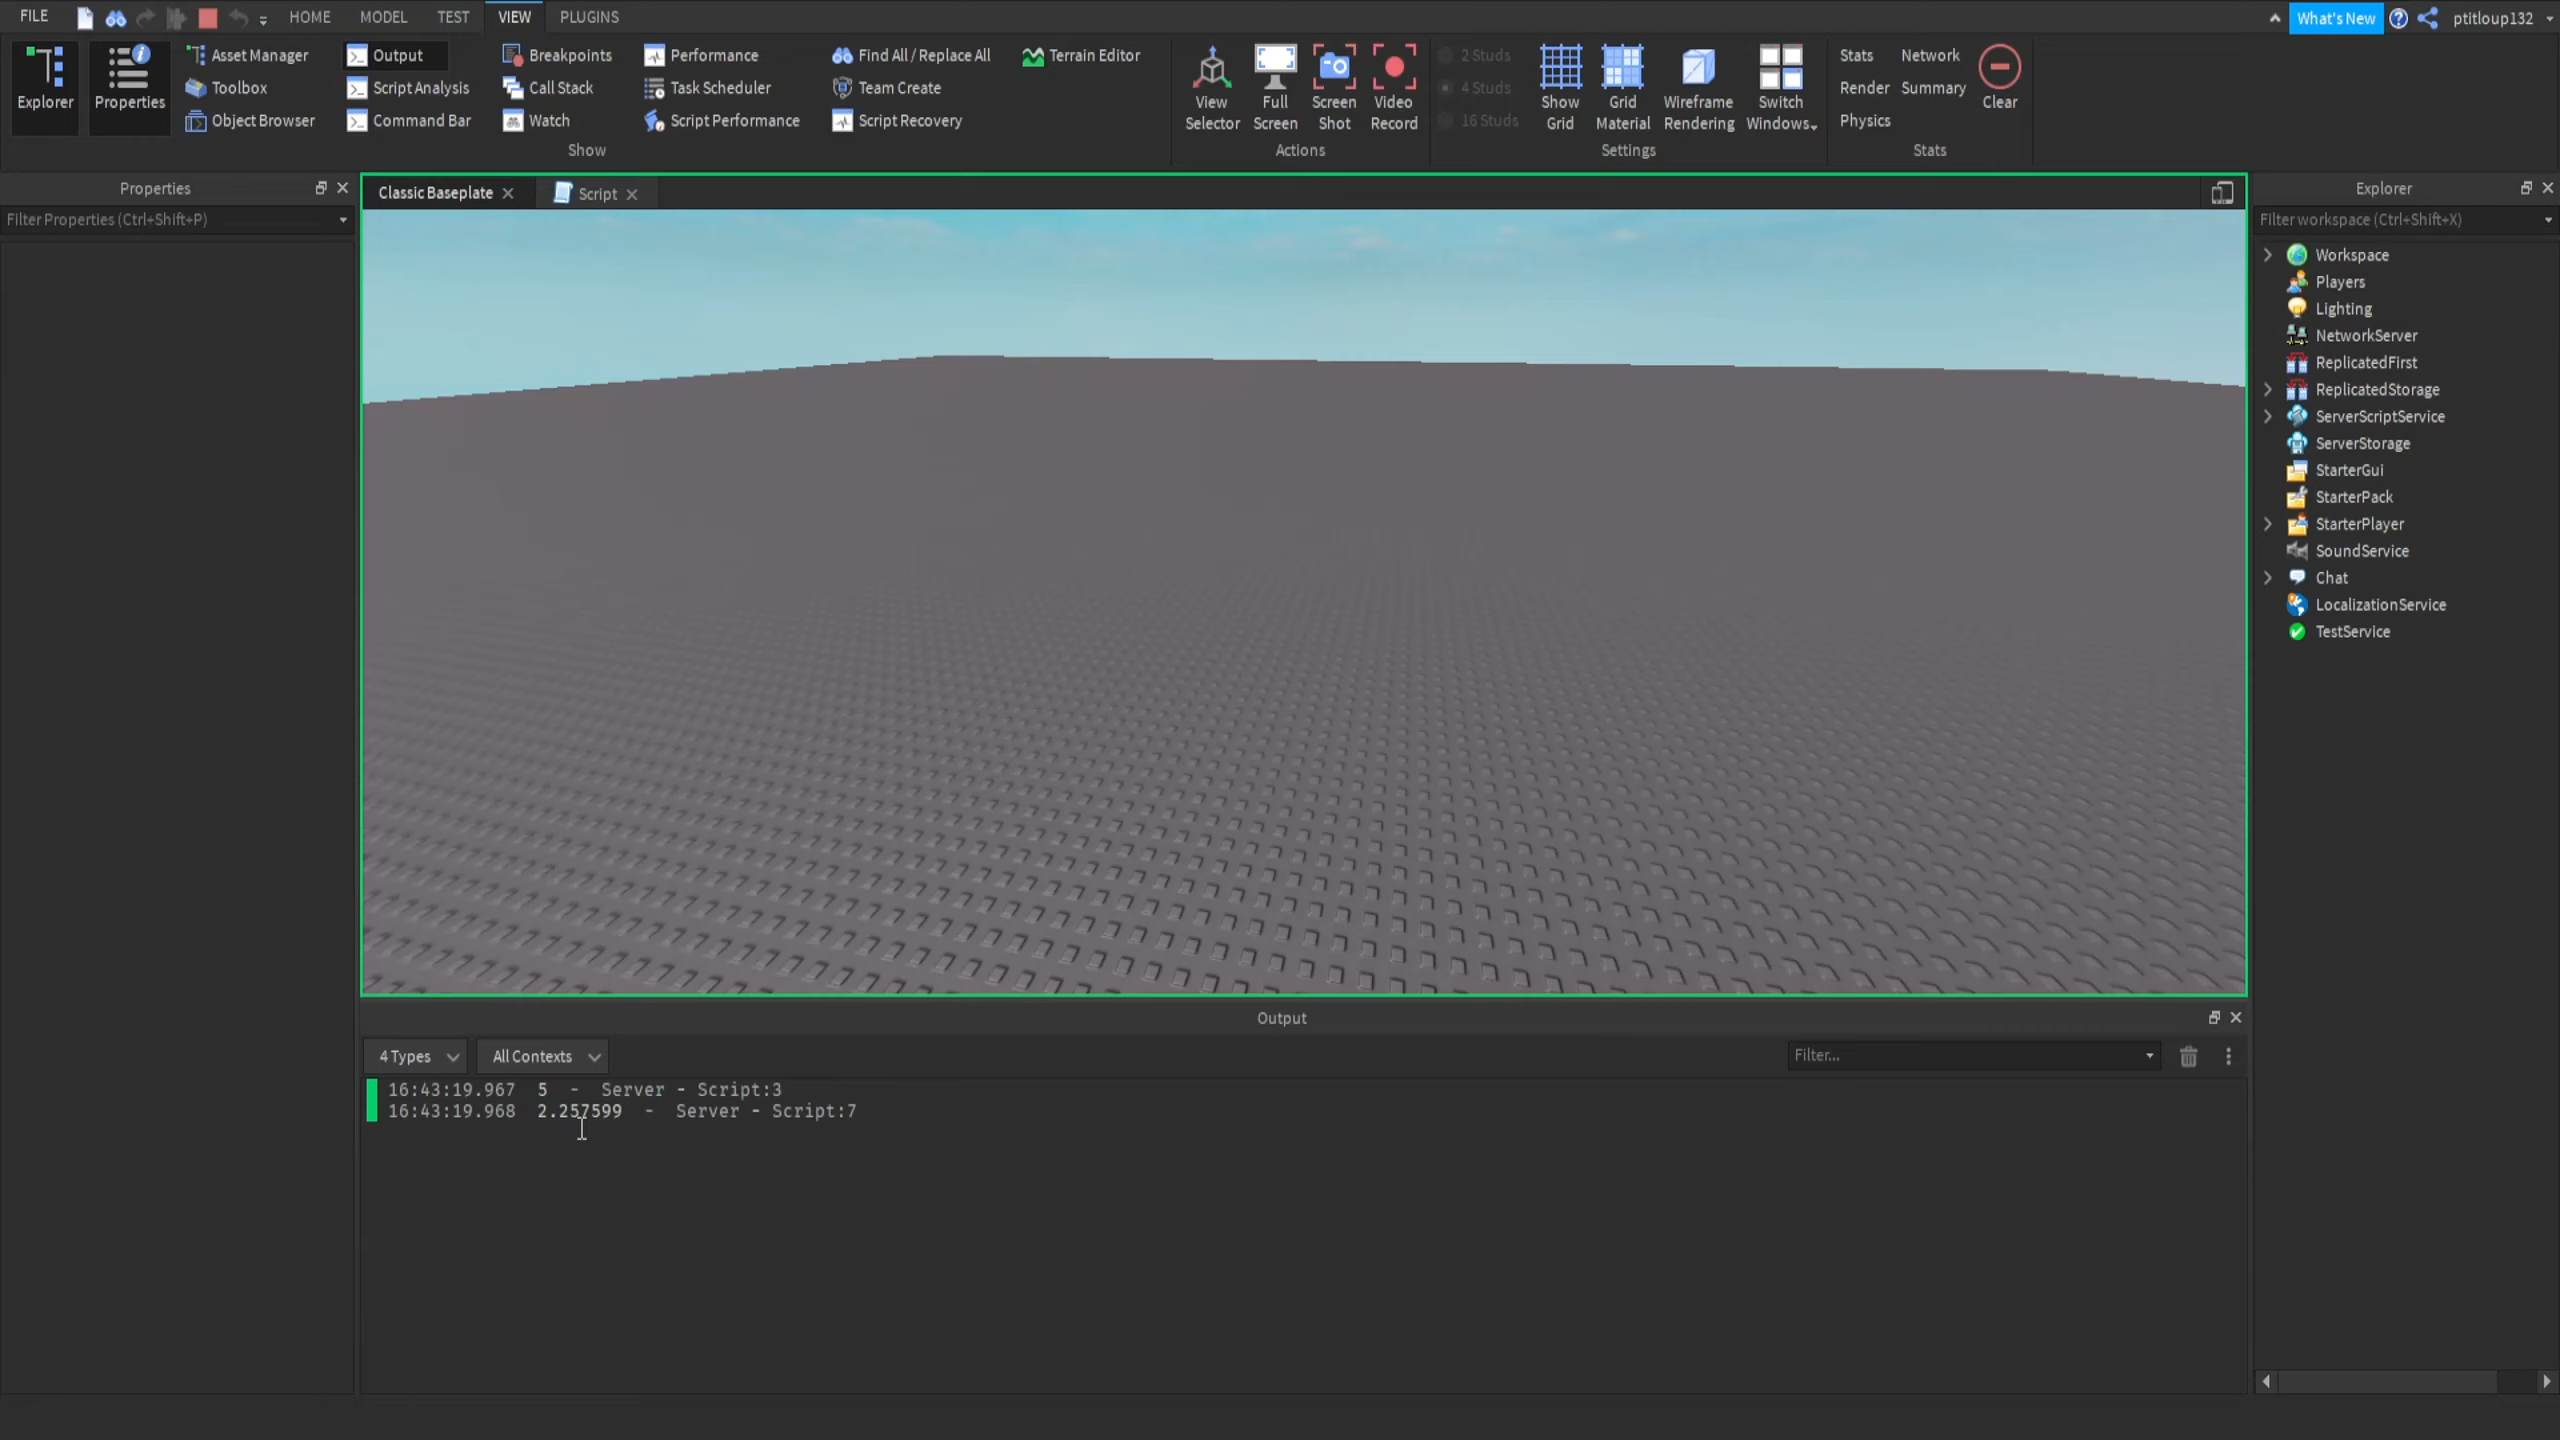 FILE HOME MODEL TEST VIEW PLUGINS What's New ptitloup132
Explorer
Properties
Asset Manager
Toolbox
Object Browser
Output
Script Analysis
Command Bar
Breakpoints
Call Stack
Watch
Performance
Task Scheduler
Script Performance
Find All / Replace All
Team Create
Script Recovery
Terrain Editor
Show
View
Selector
Full
Screen
Screen
Shot
Video
Record
Actions
2 Studs
4 Studs
16 Studs
Show
Grid
Grid
Material
Wireframe
Rendering
Switch
Windows
Settings
Stats
Render
Physics
Network
Summary
Clear
Stats
Properties
Filter Properties (Ctrl+Shift+P)
Classic Baseplate
Script
Explorer
Filter workspace (Ctrl+Shift+X)
Workspace
Players
Lighting
NetworkServer
ReplicatedFirst
ReplicatedStorage
ServerScriptService
ServerStorage
StarterGui
StarterPack
StarterPlayer
SoundService
Chat
LocalizationService
TestService
Output
4 Types
All Contexts
Filter...
16:43:19.967 5 - Server - Script:3
16:43:19.968 2.257599 - Server - Script:7